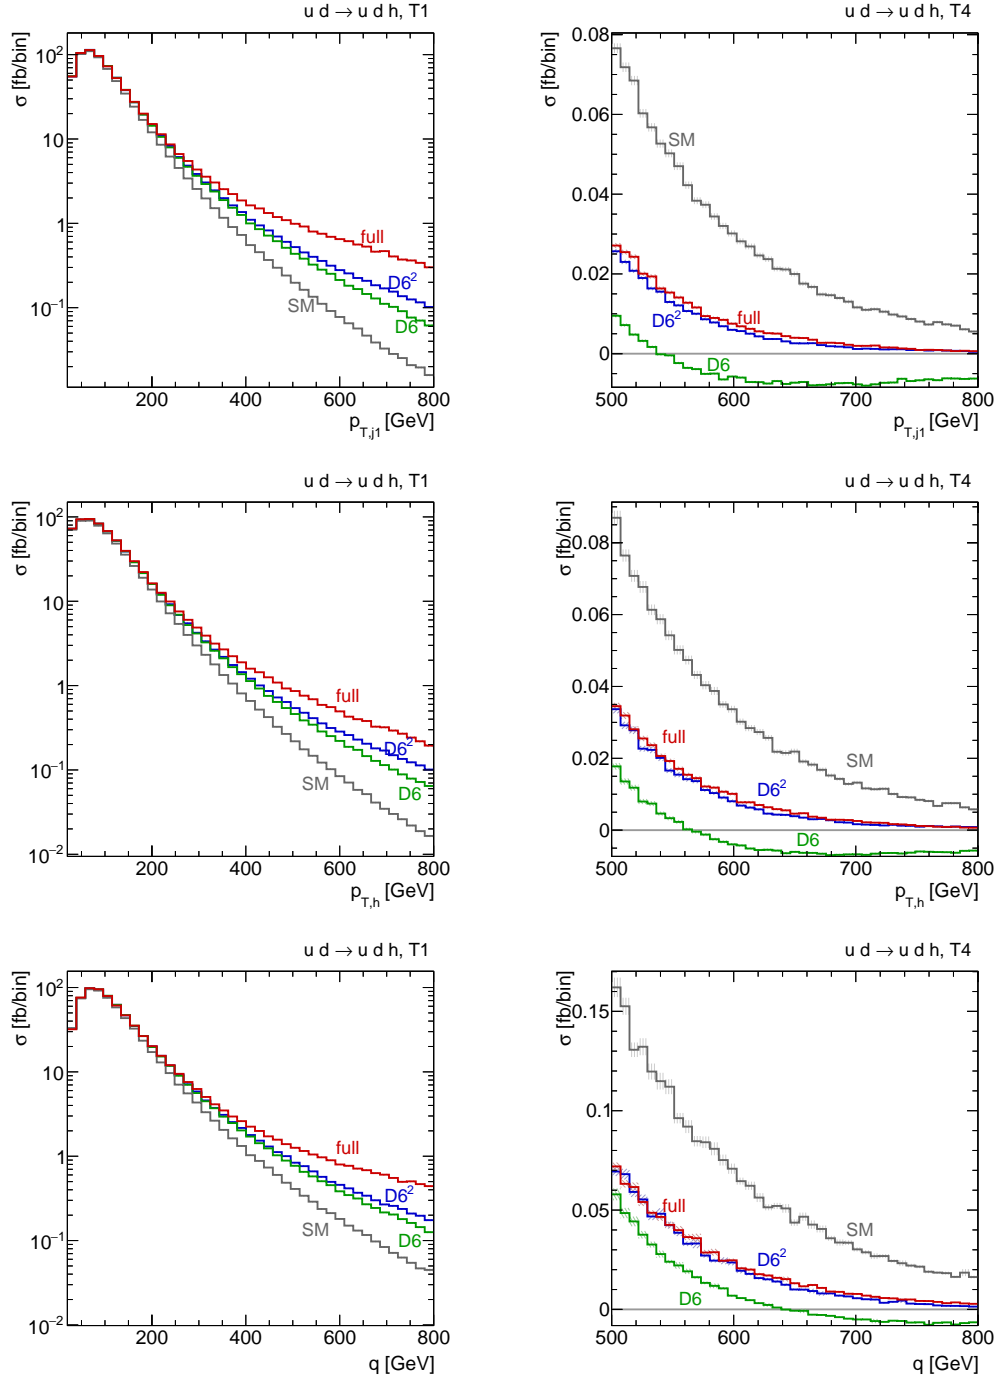 u d → u d h, T1
σ [fb/bin]
10²
10
1
10⁻¹
full
D6²
SM
D6
200 400 600 800
p_T,j1 [GeV]
u d → u d h, T4
σ [fb/bin]
0.08
0.06
0.04
0.02
0
SM
full
D6²
D6
500 600 700 800
p_T,j1 [GeV]
u d → u d h, T1
σ [fb/bin]
10²
10
1
10⁻¹
10⁻²
full
D6²
SM
D6
200 400 600 800
p_T,h [GeV]
u d → u d h, T4
σ [fb/bin]
0.08
0.06
0.04
0.02
0
SM
full
D6²
D6
500 600 700 800
p_T,h [GeV]
u d → u d h, T1
σ [fb/bin]
10²
10
1
10⁻¹
10⁻²
full
D6²
SM
D6
200 400 600 800
q [GeV]
u d → u d h, T4
σ [fb/bin]
0.15
0.1
0.05
0
full
SM
D6²
D6
500 600 700 800
q [GeV]